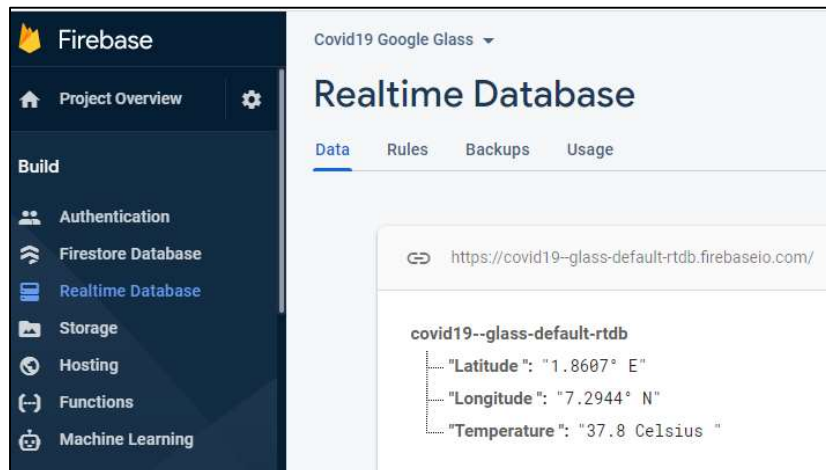 Firebase
Project Overview
Build
Authentication
Firestore Database
Realtime Database
Storage
Hosting
Functions
Machine Learning
Covid19 Google Glass
Realtime Database
Data Rules Backups Usage
https://covid19--glass-default-rtdb.firebaseio.com/
covid19--glass-default-rtdb
"Latitude ": "1.8607° E"
"Longitude ": "7.2944° N"
"Temperature ": "37.8 Celsius "